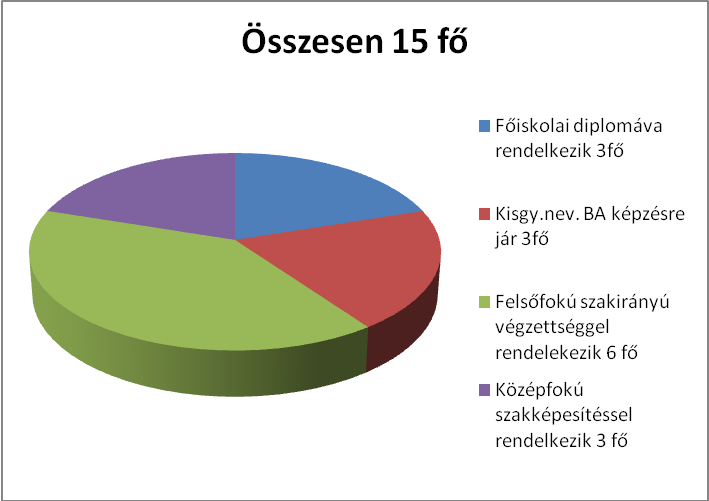 Összesen 15 fő
Főiskolai diplomáva
rendelkezik 3fő
Kisgy.nev. BA képzésre
jár 3fő
Felsőfokú szakirányú
végzettséggel
rendelekezik 6 fő
Középfokú
szakképesítéssel
rendelkezik 3 fő